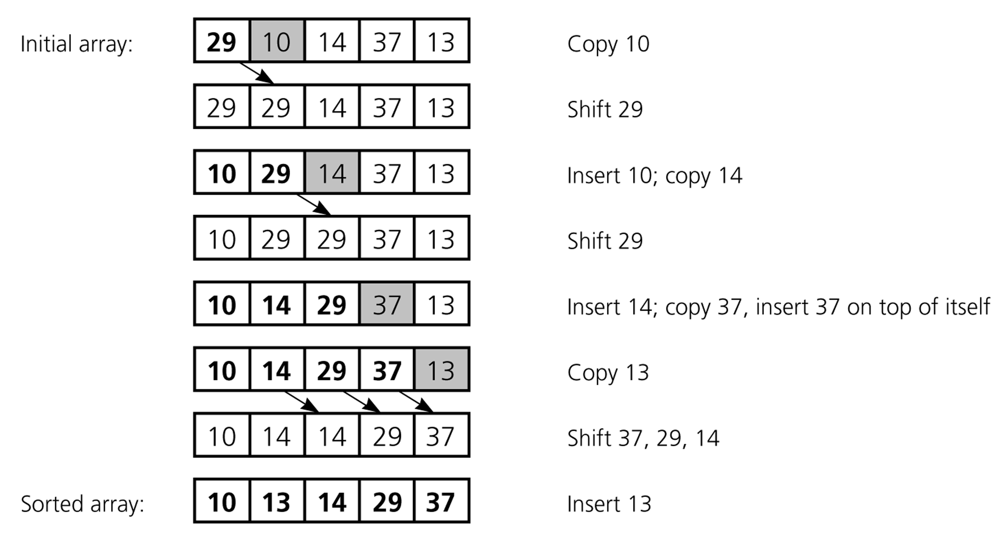 Initial array: 29 10 14 37 13 Copy 10
29 29 14 37 13 Shift 29
10 29 14 37 13 Insert 10; copy 14
10 29 29 37 13 Shift 29
10 14 29 37 13 Insert 14; copy 37, insert 37 on top of itself
10 14 29 37 13 Copy 13
10 14 14 29 37 Shift 37, 29, 14
Sorted array: 10 13 14 29 37 Insert 13